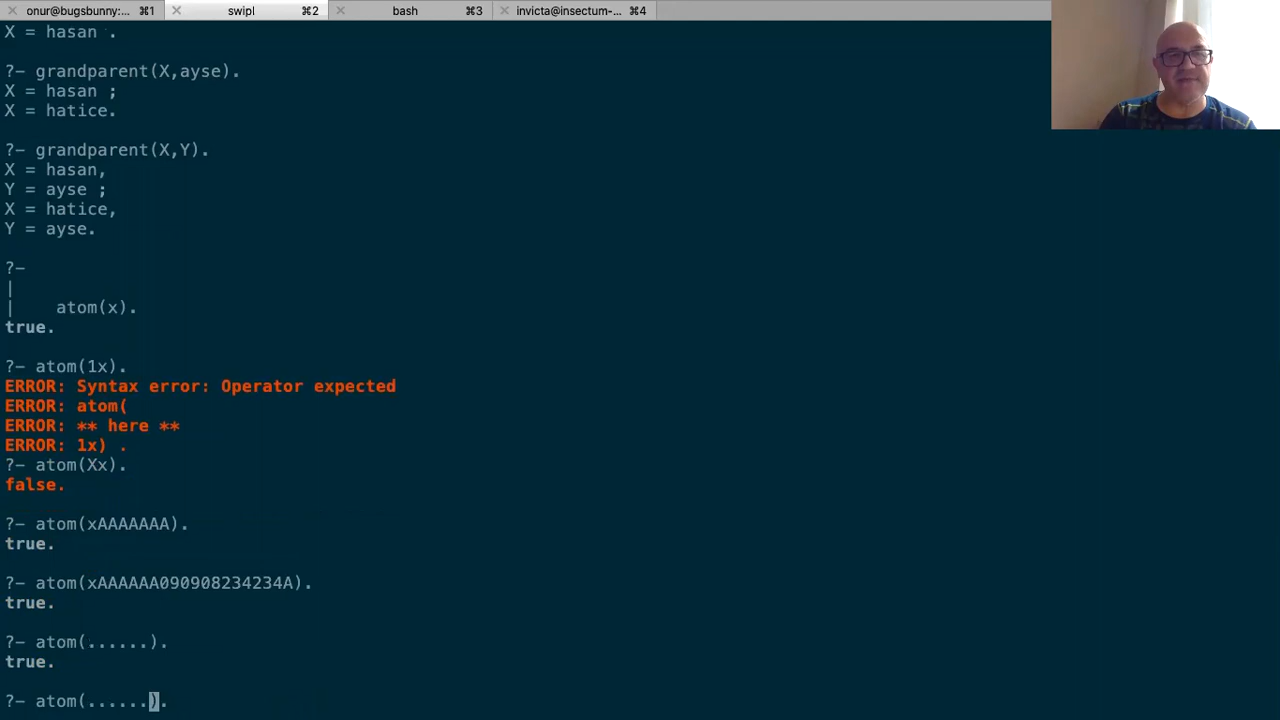 onur@bugsbunny:... ⌘1 swipl ⌘2 bash ⌘3 invicta@insectum-... ⌘4
X = hasan .
?- grandparent(X,ayse).
X = hasan ;
X = hatice.
?- grandparent(X,Y).
X = hasan,
Y = ayse ;
X = hatice,
Y = ayse.
?-
|
|    atom(x).
true.
?- atom(1x).
ERROR: Syntax error: Operator expected
ERROR: atom(
ERROR: ** here **
ERROR: 1x) .
?- atom(Xx).
false.
?- atom(xAAAAAAA).
true.
?- atom(xAAAAAA090908234234A).
true.
?- atom(......).
true.
?- atom(......).